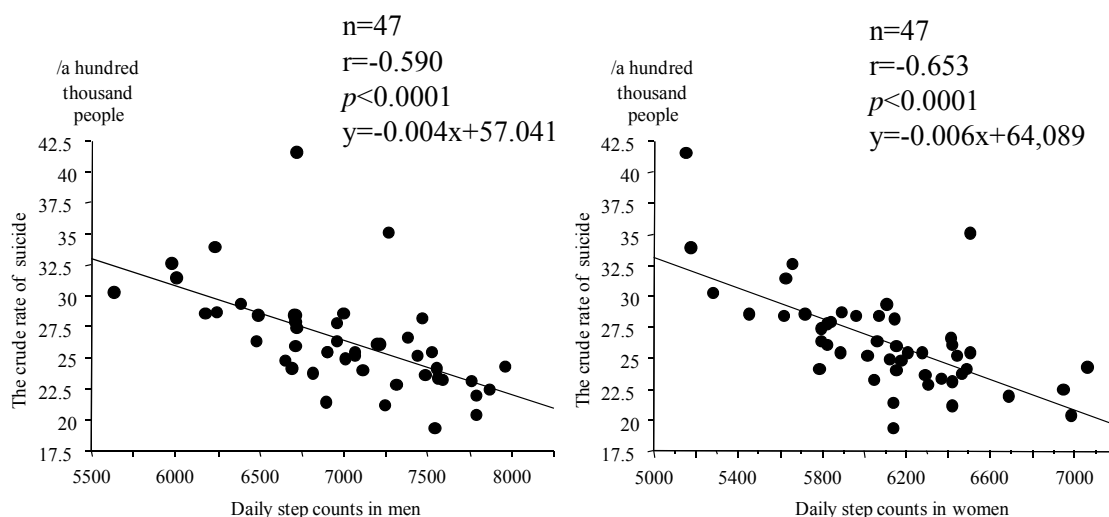 n=47
r=-0.590
p<0.0001
y=-0.004x+57.041
/a hundred
thousand
people
42.5
40
37.5
35
32.5
30
27.5
25
22.5
20
17.5
The crude rate of suicide
5500 6000 6500 7000 7500 8000
Daily step counts in men
n=47
r=-0.653
p<0.0001
y=-0.006x+64,089
/a hundred
thousand
people
42.5
40
37.5
35
32.5
30
27.5
25
22.5
20
17.5
The crude rate of suicide
5000 5400 5800 6200 6600 7000
Daily step counts in women